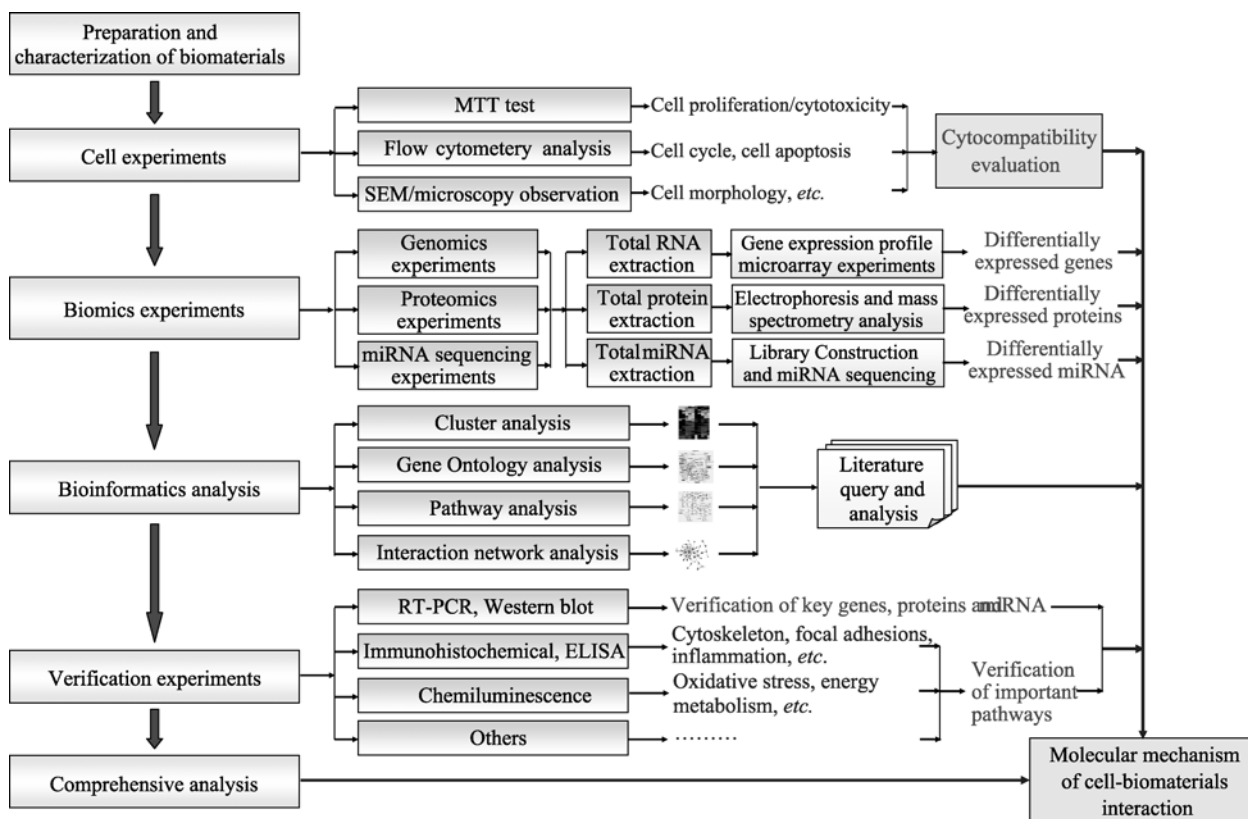 Preparation and
characterization of biomaterials
Cell experiments
MTT test
Cell proliferation/cytotoxicity
Flow cytometery analysis
Cell cycle, cell apoptosis
SEM/microscopy observation
Cell morphology, etc.
Cytocompatibility
evaluation
Biomics experiments
Genomics
experiments
Proteomics
experiments
miRNA sequencing
experiments
Total RNA
extraction
Total protein
extraction
Total miRNA
extraction
Gene expression profile
microarray experiments
Electrophoresis and mass
spectrometry analysis
Library Construction
and miRNA sequencing
Differentially
expressed genes
Differentially
expressed proteins
Differentially
expressed miRNA
Bioinformatics analysis
Cluster analysis
Gene Ontology analysis
Pathway analysis
Interaction network analysis
Literature
query and
analysis
Verification experiments
RT-PCR, Western blot
Verification of key genes, proteins and miRNA
Immunohistochemical, ELISA
Cytoskeleton, focal adhesions,
inflammation, etc.
Chemiluminescence
Oxidative stress, energy
metabolism, etc.
Others
·········
Verification
of important
pathways
Comprehensive analysis
Molecular mechanism
of cell-biomaterials
interaction